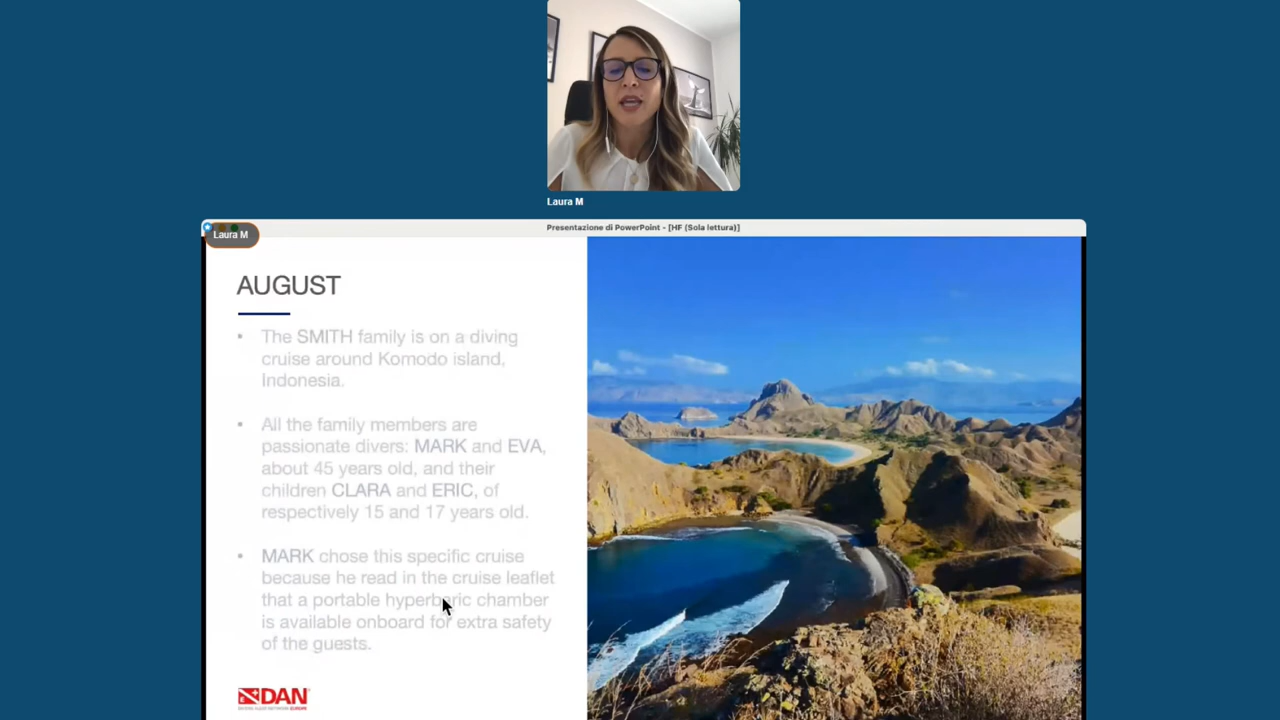 Laura M
Presentazione di PowerPoint - [HF (Sola lettura)]
Laura M
AUGUST
• The SMITH family is on a diving
cruise around Komodo island,
Indonesia.
• All the family members are
passionate divers: MARK and EVA,
about 45 years old, and their
children CLARA and ERIC, of
respectively 15 and 17 years old.
• MARK chose this specific cruise
because he read in the cruise leaflet
that a portable hyperbaric chamber
is available onboard for extra safety
of the guests.
DAN